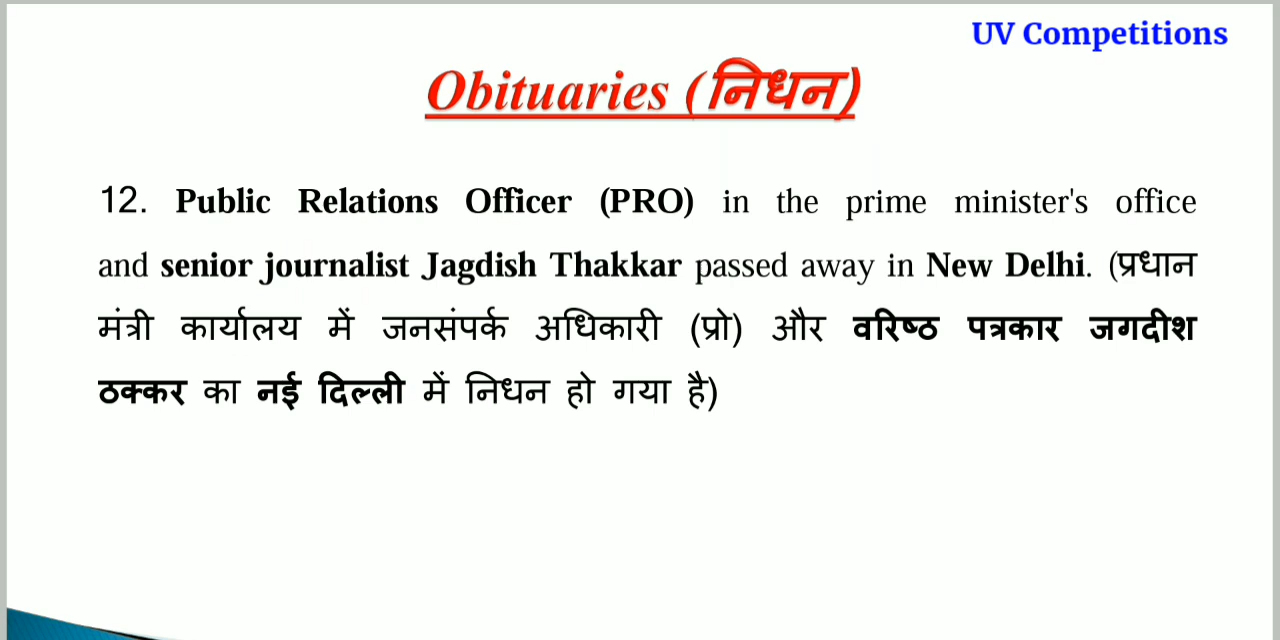 UV Competitions
Obituaries (निधन)
12. Public Relations Officer (PRO) in the prime minister's office
and senior journalist Jagdish Thakkar passed away in New Delhi. (प्रधान
मंत्री कार्यालय में जनसंपर्क अधिकारी (प्रो) और वरिष्ठ पत्रकार जगदीश
ठक्कर का नई दिल्ली में निधन हो गया है)